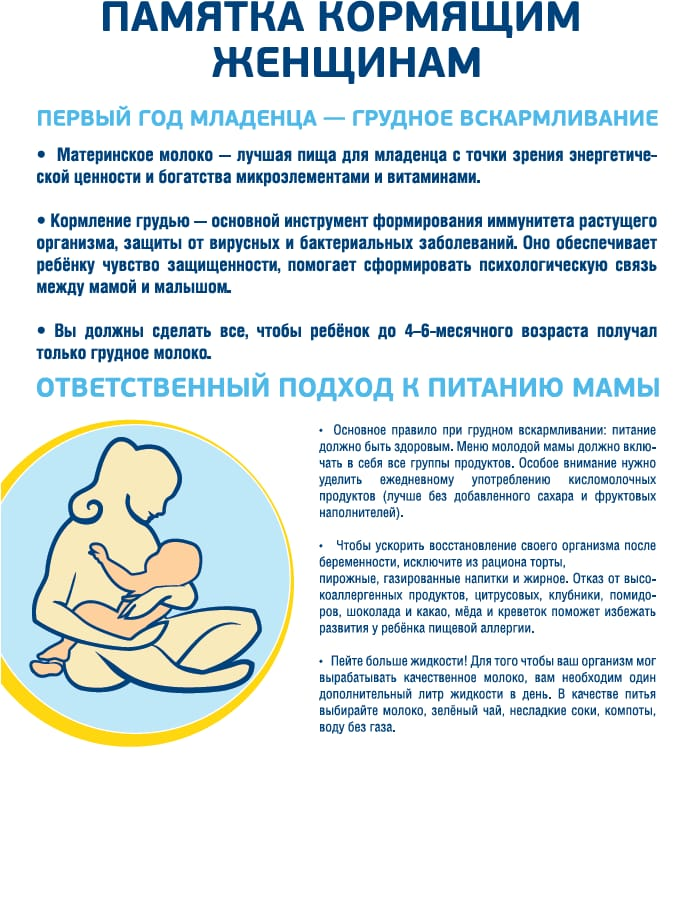 ПАМЯТКА КОРМЯЩИМ
ЖЕНЩИНАМ
ПЕРВЫЙ ГОД МЛАДЕНЦА — ГРУДНОЕ ВСКАРМЛИВАНИЕ
• Материнское молоко — лучшая пища для младенца с точки зрения энергетиче-
ской ценности и богатства микроэлементами и витаминами.
• Кормление грудью — основной инструмент формирования иммунитета растущего
организма, защиты от вирусных и бактериальных заболеваний. Оно обеспечивает
ребёнку чувство защищенности, помогает сформировать психологическую связь
между мамой и малышом.
• Вы должны сделать все, чтобы ребёнок до 4–6-месячного возраста получал
только грудное молоко.
ОТВЕТСТВЕННЫЙ ПОДХОД К ПИТАНИЮ МАМЫ
• Основное правило при грудном вскармливании: питание
должно быть здоровым. Меню молодой мамы должно вклю-
чать в себя все группы продуктов. Особое внимание нужно
уделить ежедневному употреблению кисломолочных
продуктов (лучше без добавленного сахара и фруктовых
наполнителей).
• Чтобы ускорить восстановление своего организма после
беременности, исключите из рациона торты,
пирожные, газированные напитки и жирное. Отказ от высо-
коаллергенных продуктов, цитрусовых, клубники, помидо-
ров, шоколада и какао, мёда и креветок поможет избежать
развития у ребёнка пищевой аллергии.
• Пейте больше жидкости! Для того чтобы ваш организм мог
вырабатывать качественное молоко, вам необходим один
дополнительный литр жидкости в день. В качестве питья
выбирайте молоко, зелёный чай, несладкие соки, компоты,
воду без газа.